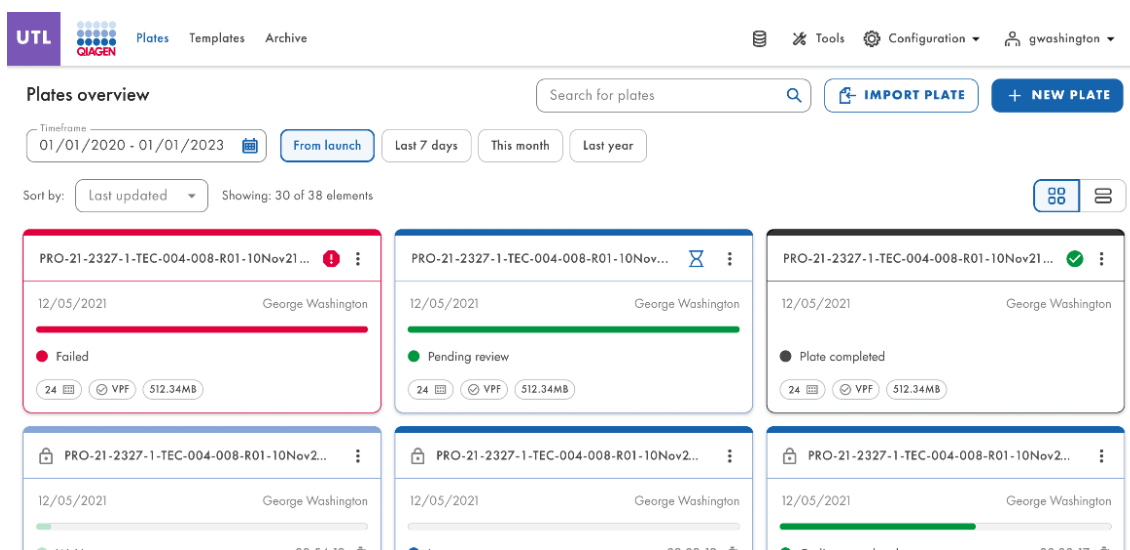 UTL QIAGEN Plates Templates Archive Tools Configuration gwashington
Plates overview Search for plates IMPORT PLATE + NEW PLATE
Timeframe
01/01/2020 - 01/01/2023 From launch Last 7 days This month Last year
Sort by: Last updated Showing: 30 of 38 elements
PRO-21-2327-1-TEC-004-008-R01-10Nov21...
12/05/2021 George Washington
Failed
24 VPF 512.34MB
PRO-21-2327-1-TEC-004-008-R01-10Nov...
12/05/2021 George Washington
Pending review
24 VPF 512.34MB
PRO-21-2327-1-TEC-004-008-R01-10Nov21...
12/05/2021 George Washington
Plate completed
24 VPF 512.34MB
PRO-21-2327-1-TEC-004-008-R01-10Nov2...
12/05/2021 George Washington
PRO-21-2327-1-TEC-004-008-R01-10Nov2...
12/05/2021 George Washington
PRO-21-2327-1-TEC-004-008-R01-10Nov2...
12/05/2021 George Washington